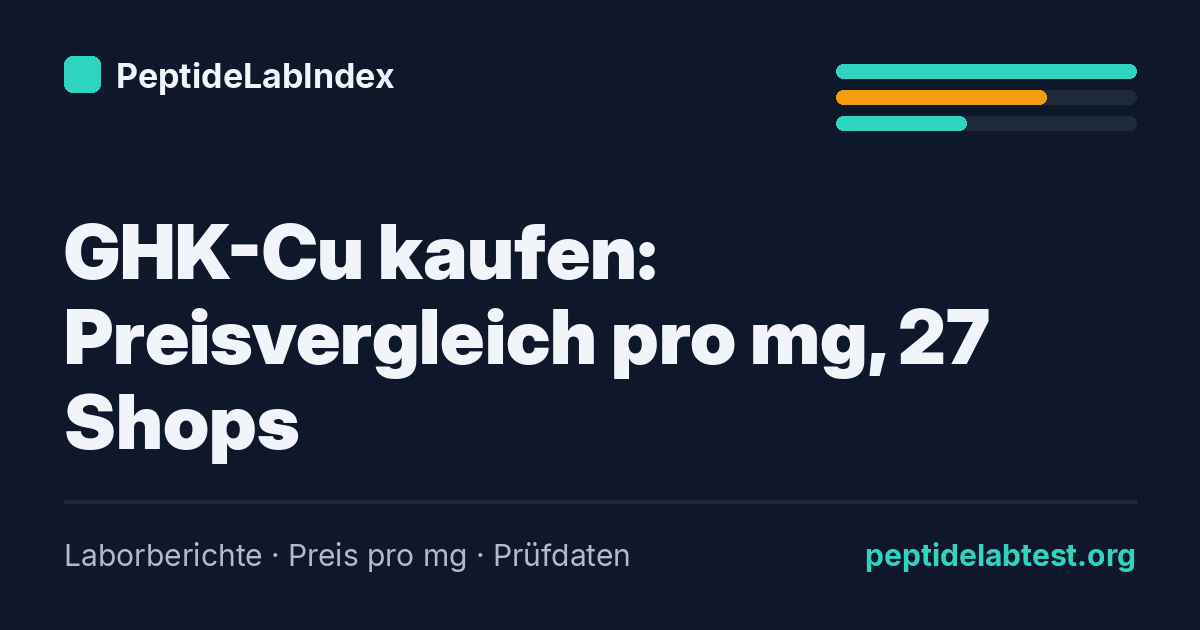 PeptideLabIndex
GHK-Cu kaufen:
Preisvergleich pro mg, 27
Shops
Laborberichte · Preis pro mg · Prüfdaten
peptidelabtest.org